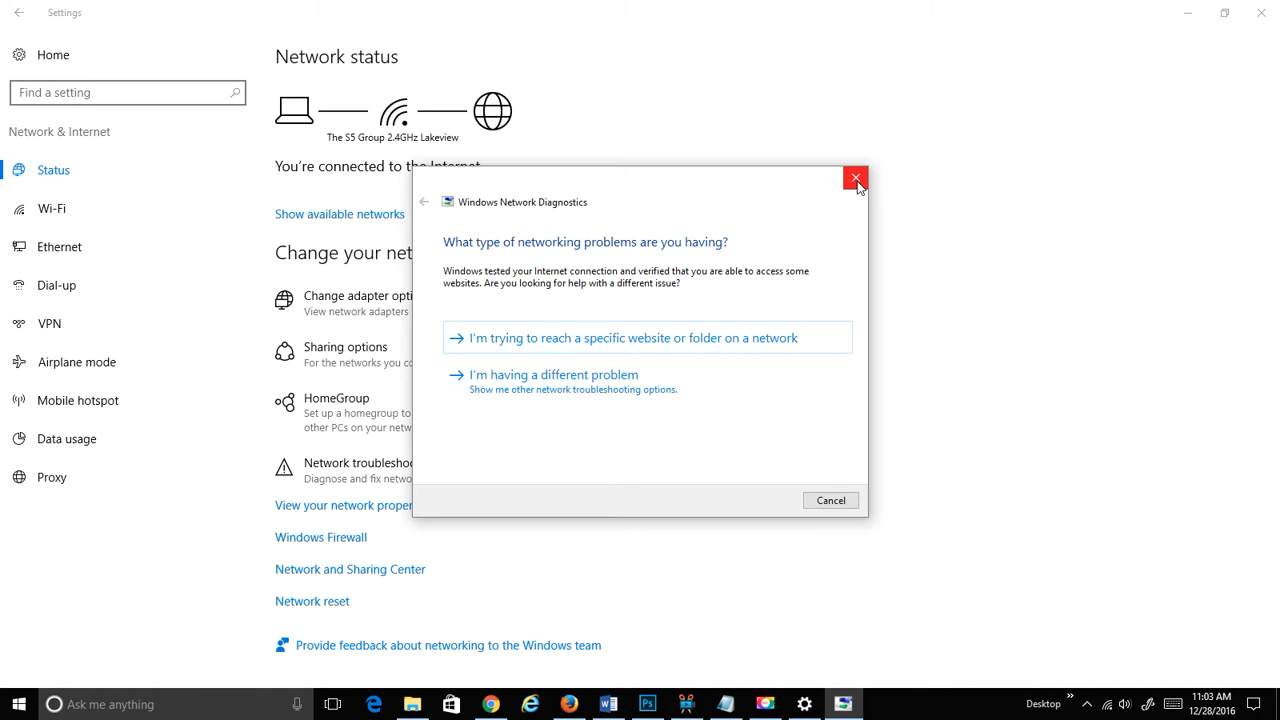 Settings
Home
Find a setting
Network & Internet
Status
Wi-Fi
Ethernet
Dial-up
VPN
Airplane mode
Mobile hotspot
Data usage
Proxy
Network status
The S5 Group 2.4GHz Lakeview
You're connected to the Internet
Show available networks
Change your net
Change adapter opti
View network adapters
Sharing options
For the networks you co
HomeGroup
Set up a homegroup to
other PCs on your netw
Network troubleshoo
Diagnose and fix netwo
View your network proper
Windows Firewall
Network and Sharing Center
Network reset
Provide feedback about networking to the Windows team
Windows Network Diagnostics
What type of networking problems are you having?
Windows tested your Internet connection and verified that you are able to access some
websites. Are you looking for help with a different issue?
I'm trying to reach a specific website or folder on a network
I'm having a different problem
Show me other network troubleshooting options.
Cancel
Ask me anything
Desktop
11:03 AM
12/28/2016